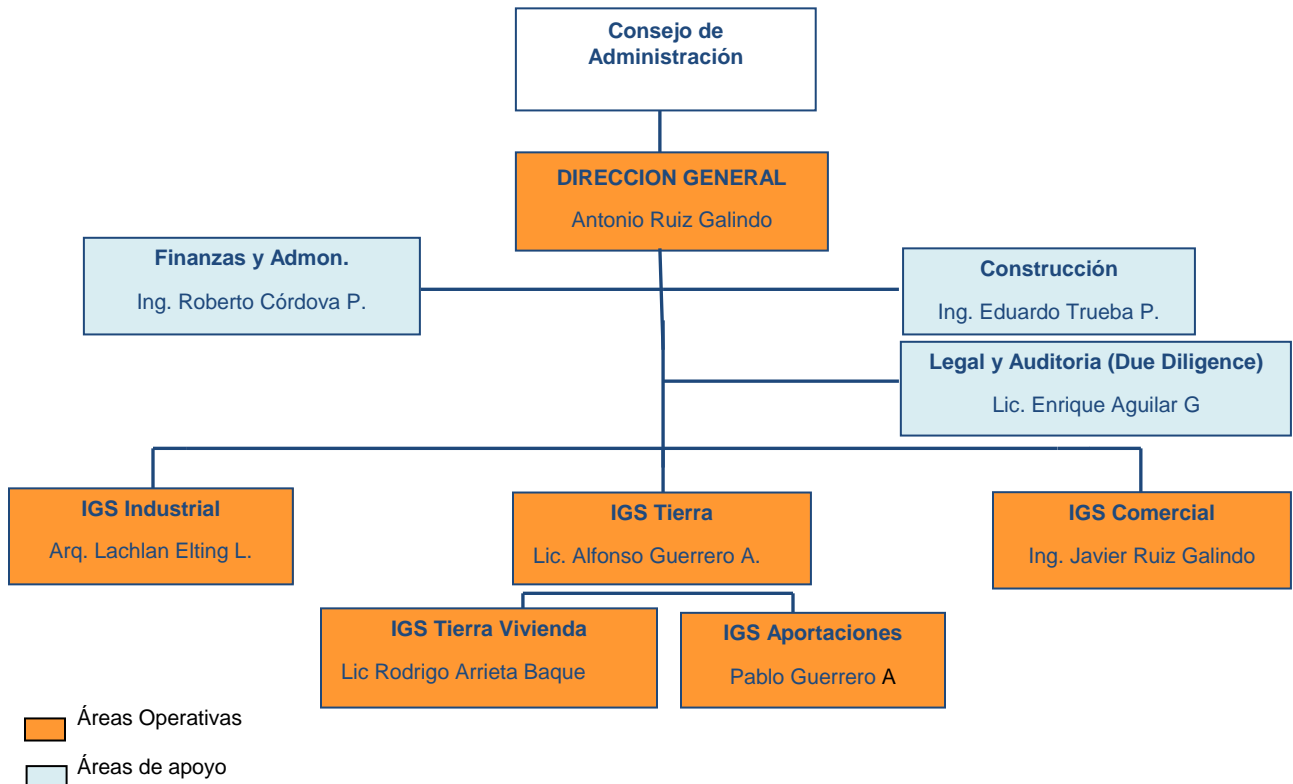 Consejo de
Administración
DIRECCION GENERAL
Antonio Ruiz Galindo
Finanzas y Admon.
Ing. Roberto Córdova P.
Construcción
Ing. Eduardo Trueba P.
Legal y Auditoria (Due Diligence)
Lic. Enrique Aguilar G
IGS Industrial
Arq. Lachlan Elting L.
IGS Tierra
Lic. Alfonso Guerrero A.
IGS Comercial
Ing. Javier Ruiz Galindo
IGS Tierra Vivienda
Lic Rodrigo Arrieta Baque
IGS Aportaciones
Pablo Guerrero A
Áreas Operativas
Áreas de apoyo